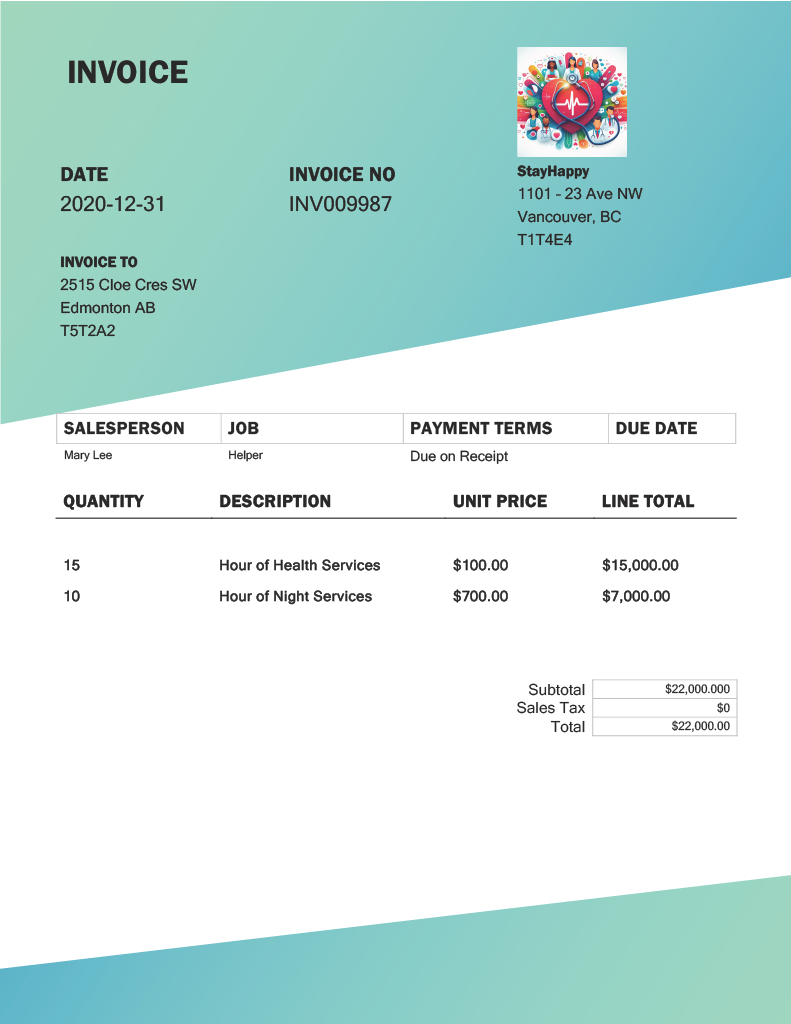 INVOICE
DATE
INVOICE NO
2020-12-31
INV009987
StayHappy
1101 - 23 Ave NW
Vancouver, BC
T1T4E4
INVOICE TO
2515 Cloe Cres SW
Edmonton AB
T5T2A2
SALESPERSON JOB PAYMENT TERMS DUE DATE
Mary Lee Helper Due on Receipt
QUANTITY DESCRIPTION UNIT PRICE LINE TOTAL
15 Hour of Health Services $100.00 $15,000.00
10 Hour of Night Services $700.00 $7,000.00
Subtotal $22,000.000
Sales Tax $0
Total $22,000.00